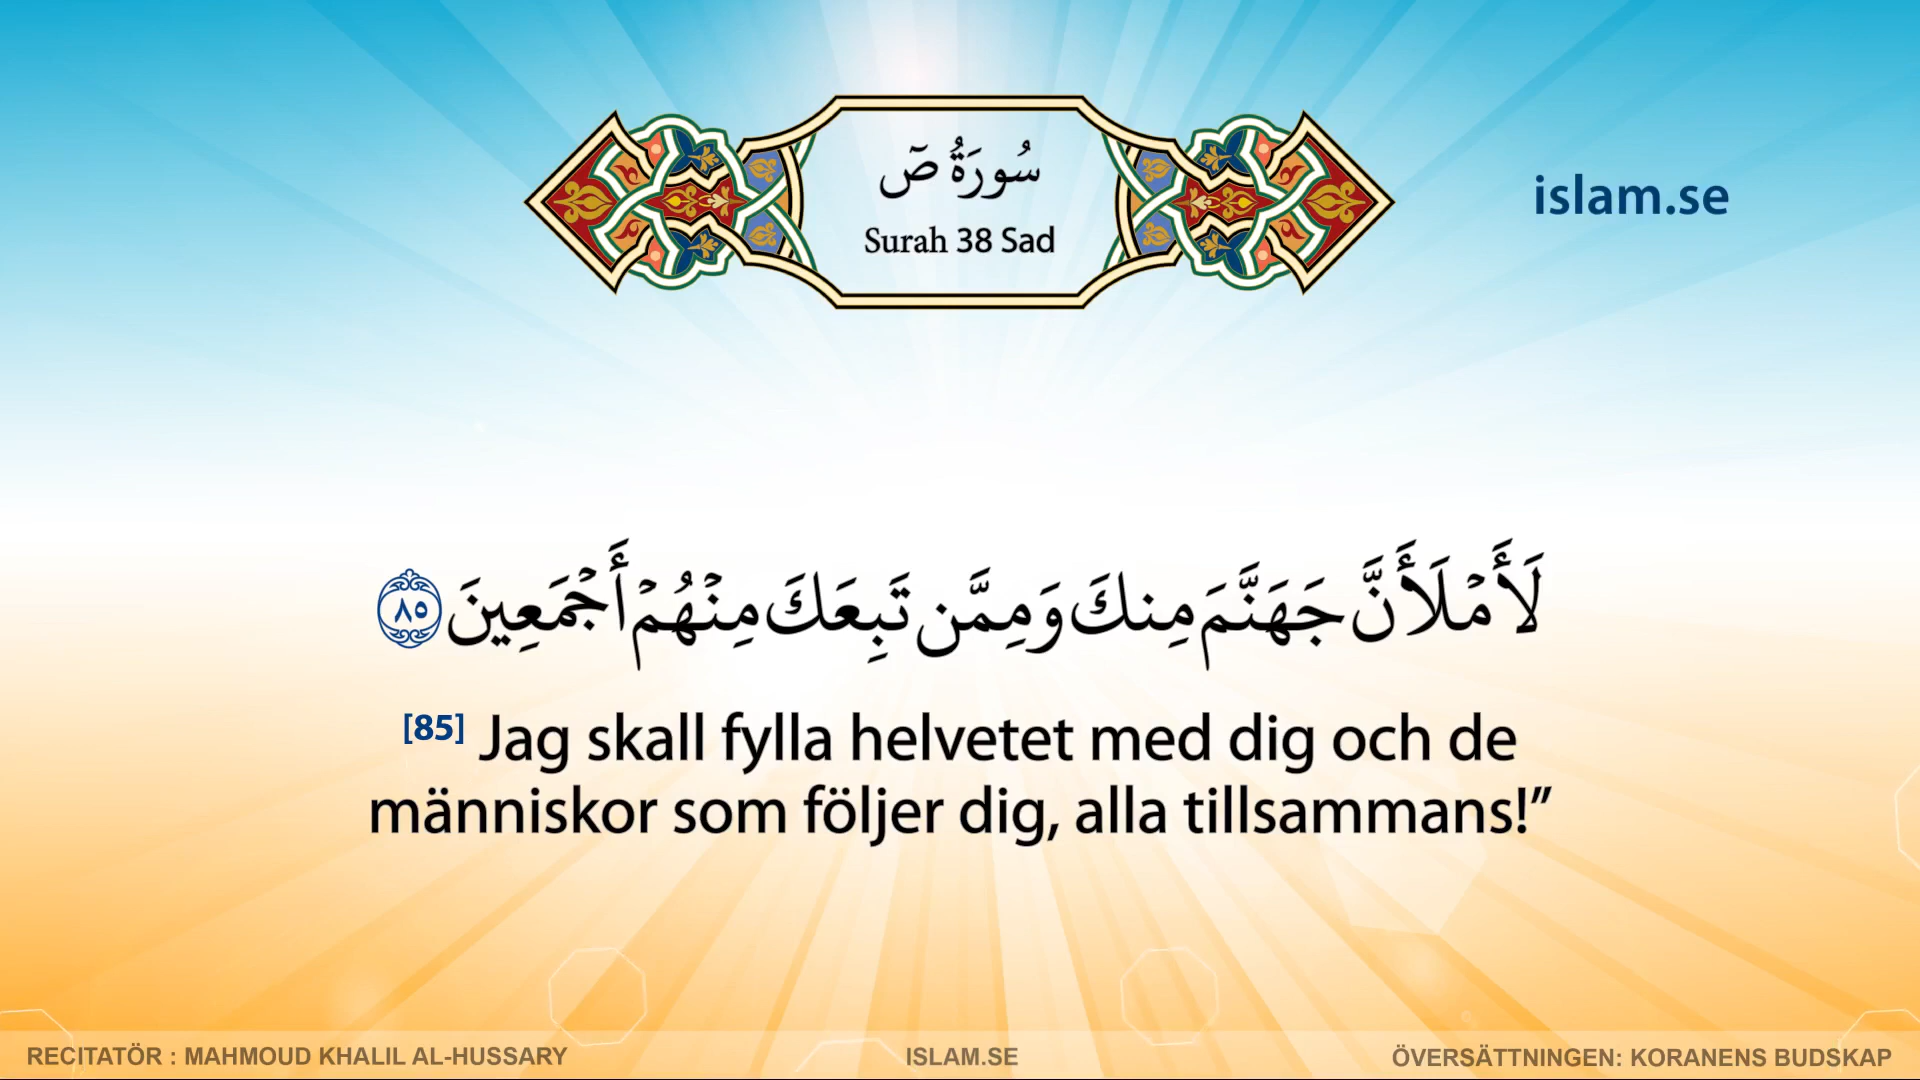 سُورَةُ صٓ
Surah 38 Sad
islam.se
لَأَمۡلَأَنَّ جَهَنَّمَ مِنكَ وَمِمَّن تَبِعَكَ مِنۡهُمۡ أَجۡمَعِينَ ٨٥
[85] Jag skall fylla helvetet med dig och de
människor som följer dig, alla tillsammans!”
RECITATÖR : MAHMOUD KHALIL AL-HUSSARY
ISLAM.SE
ÖVERSÄTTNINGEN: KORANENS BUDSKAP